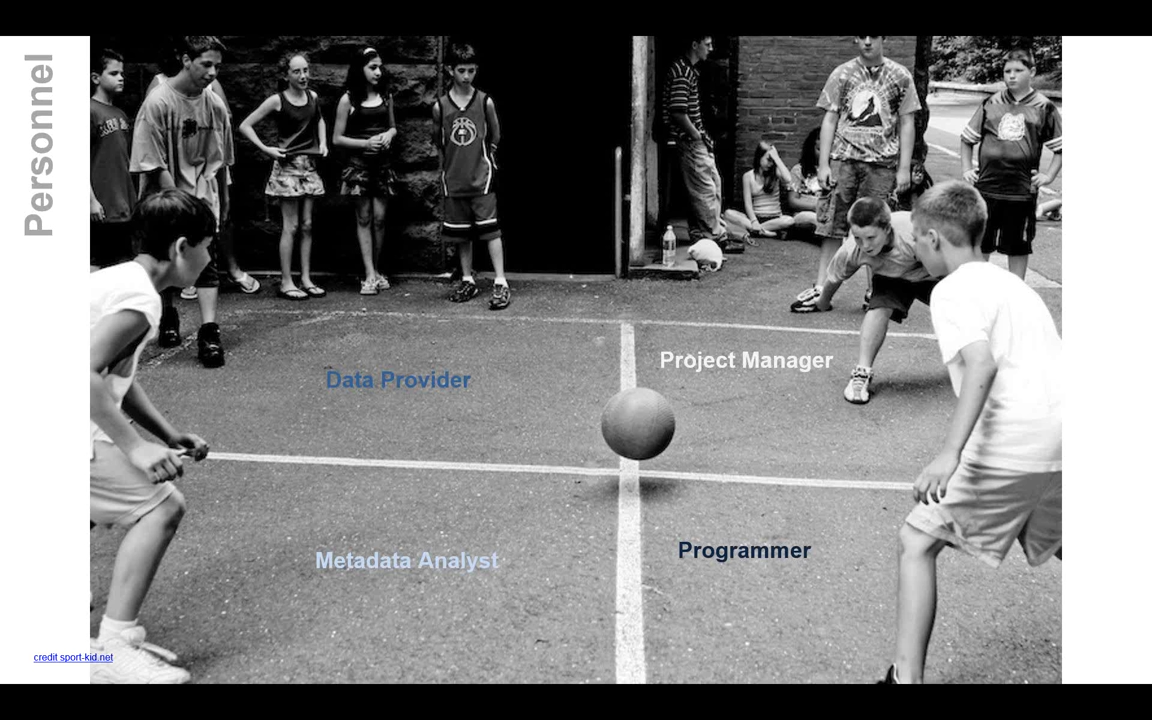 Personnel
Project Manager
Data Provider
Programmer
Metadata Analyst
credit sport-kid.net